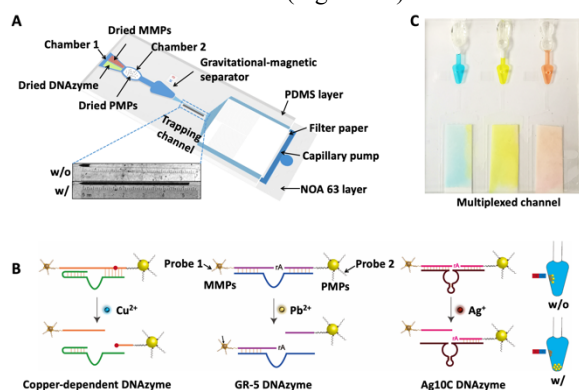 A
Dried MMPs
Chamber 1
Chamber 2
Gravitational-magnetic
separator
Dried DNAzyme
Dried PMPs
PDMS layer
Filter paper
Trapping
channel
Capillary pump
w/o
w/
NOA 63 layer
C
Multiplexed channel
B
Probe 1
rA
Probe 2
rA
MMPs
PMPs
Cu²⁺
Pb²⁺
Ag⁺
w/o
rA
rA
w/
Copper-dependent DNAzyme
GR-5 DNAzyme
Ag10C DNAzyme